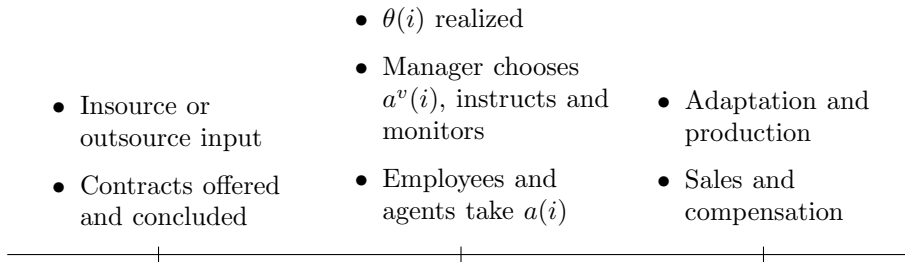 • Insource or
outsource input
• Contracts offered
and concluded
• θ(i) realized
• Manager chooses
aᵛ(i), instructs and
monitors
• Employees and
agents take a(i)
• Adaptation and
production
• Sales and
compensation